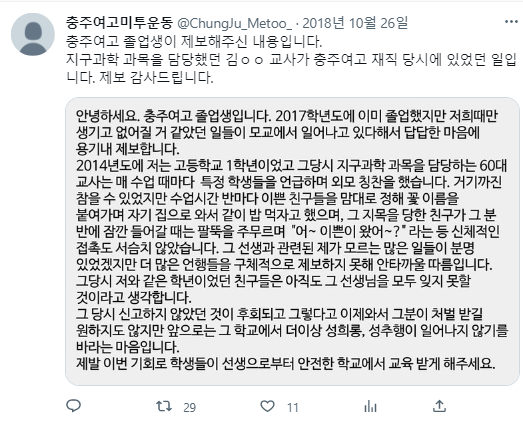 충주여고미투운동 @ChungJu_Metoo_ · 2018년 10월 26일
충주여고 졸업생이 제보해주신 내용입니다.
지구과학 과목을 담당했던 김ㅇㅇ 교사가 충주여고 재직 당시에 있었던 일입
니다. 제보 감사드립니다.
안녕하세요. 충주여고 졸업생입니다. 2017학년도에 이미 졸업했지만 저희때만
생기고 없어질 거 같았던 일들이 모교에서 일어나고 있다해서 답답한 마음에
용기내 제보합니다.
2014년도에 저는 고등학교 1학년이었고 그당시 지구과학 과목을 담당하는 60대
교사는 매 수업 때마다 특정 학생들을 언급하며 외모 칭찬을 했습니다. 거기까진
참을 수 있었지만 수업시간 반마다 이쁜 친구들을 맘대로 정해 꽃 이름을
붙여가며 자기 집으로 와서 같이 밥 먹자고 했으며, 그 지목을 당한 친구가 그 분
반에 잠깐 들어갈 때는 팔뚝을 주무르며 "어~ 이쁜이 왔어~?" 라는 등 신체적인
접촉도 서슴치 않았습니다. 그 선생과 관련된 제가 모르는 많은 일들이 분명
있었겠지만 더 많은 언행들을 구체적으로 제보하지 못해 안타까울 따름입니다.
그당시 저와 같은 학년이었던 친구들은 아직도 그 선생님을 모두 잊지 못할
것이라고 생각합니다.
그 당시 신고하지 않았던 것이 후회되고 그렇다고 이제와서 그분이 처벌 받길
원하지도 않지만 앞으로는 그 학교에서 더이상 성희롱, 성추행이 일어나지 않기를
바라는 마음입니다.
제발 이번 기회로 학생들이 선생으로부터 안전한 학교에서 교육 받게 해주세요.
29 11